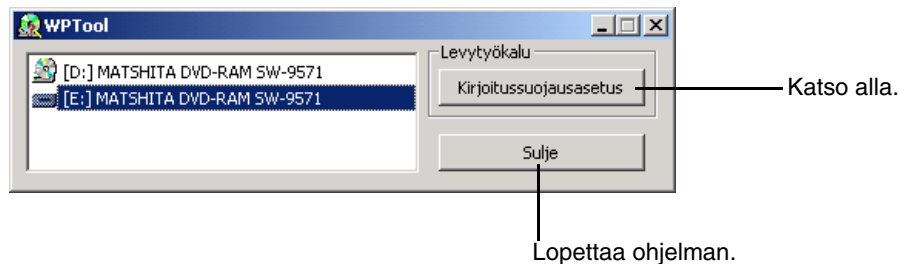 WPTool
[D:] MATSHITA DVD-RAM SW-9571
[E:] MATSHITA DVD-RAM SW-9571
Levytyökalu
Kirjoitussuojausasetus
Katso alla.
Sulje
Lopettaa ohjelman.